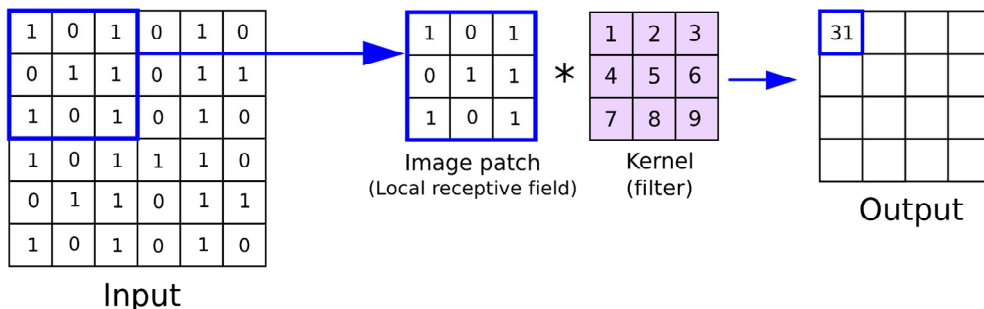 1 0 1 0 1 0
0 1 1 0 1 1
1 0 1 0 1 0
1 0 1 1 1 0
0 1 1 0 1 1
1 0 1 0 1 0
Input
1 0 1
0 1 1
1 0 1
Image patch
(Local receptive field)
*
1 2 3
4 5 6
7 8 9
Kernel
(filter)
31
Output